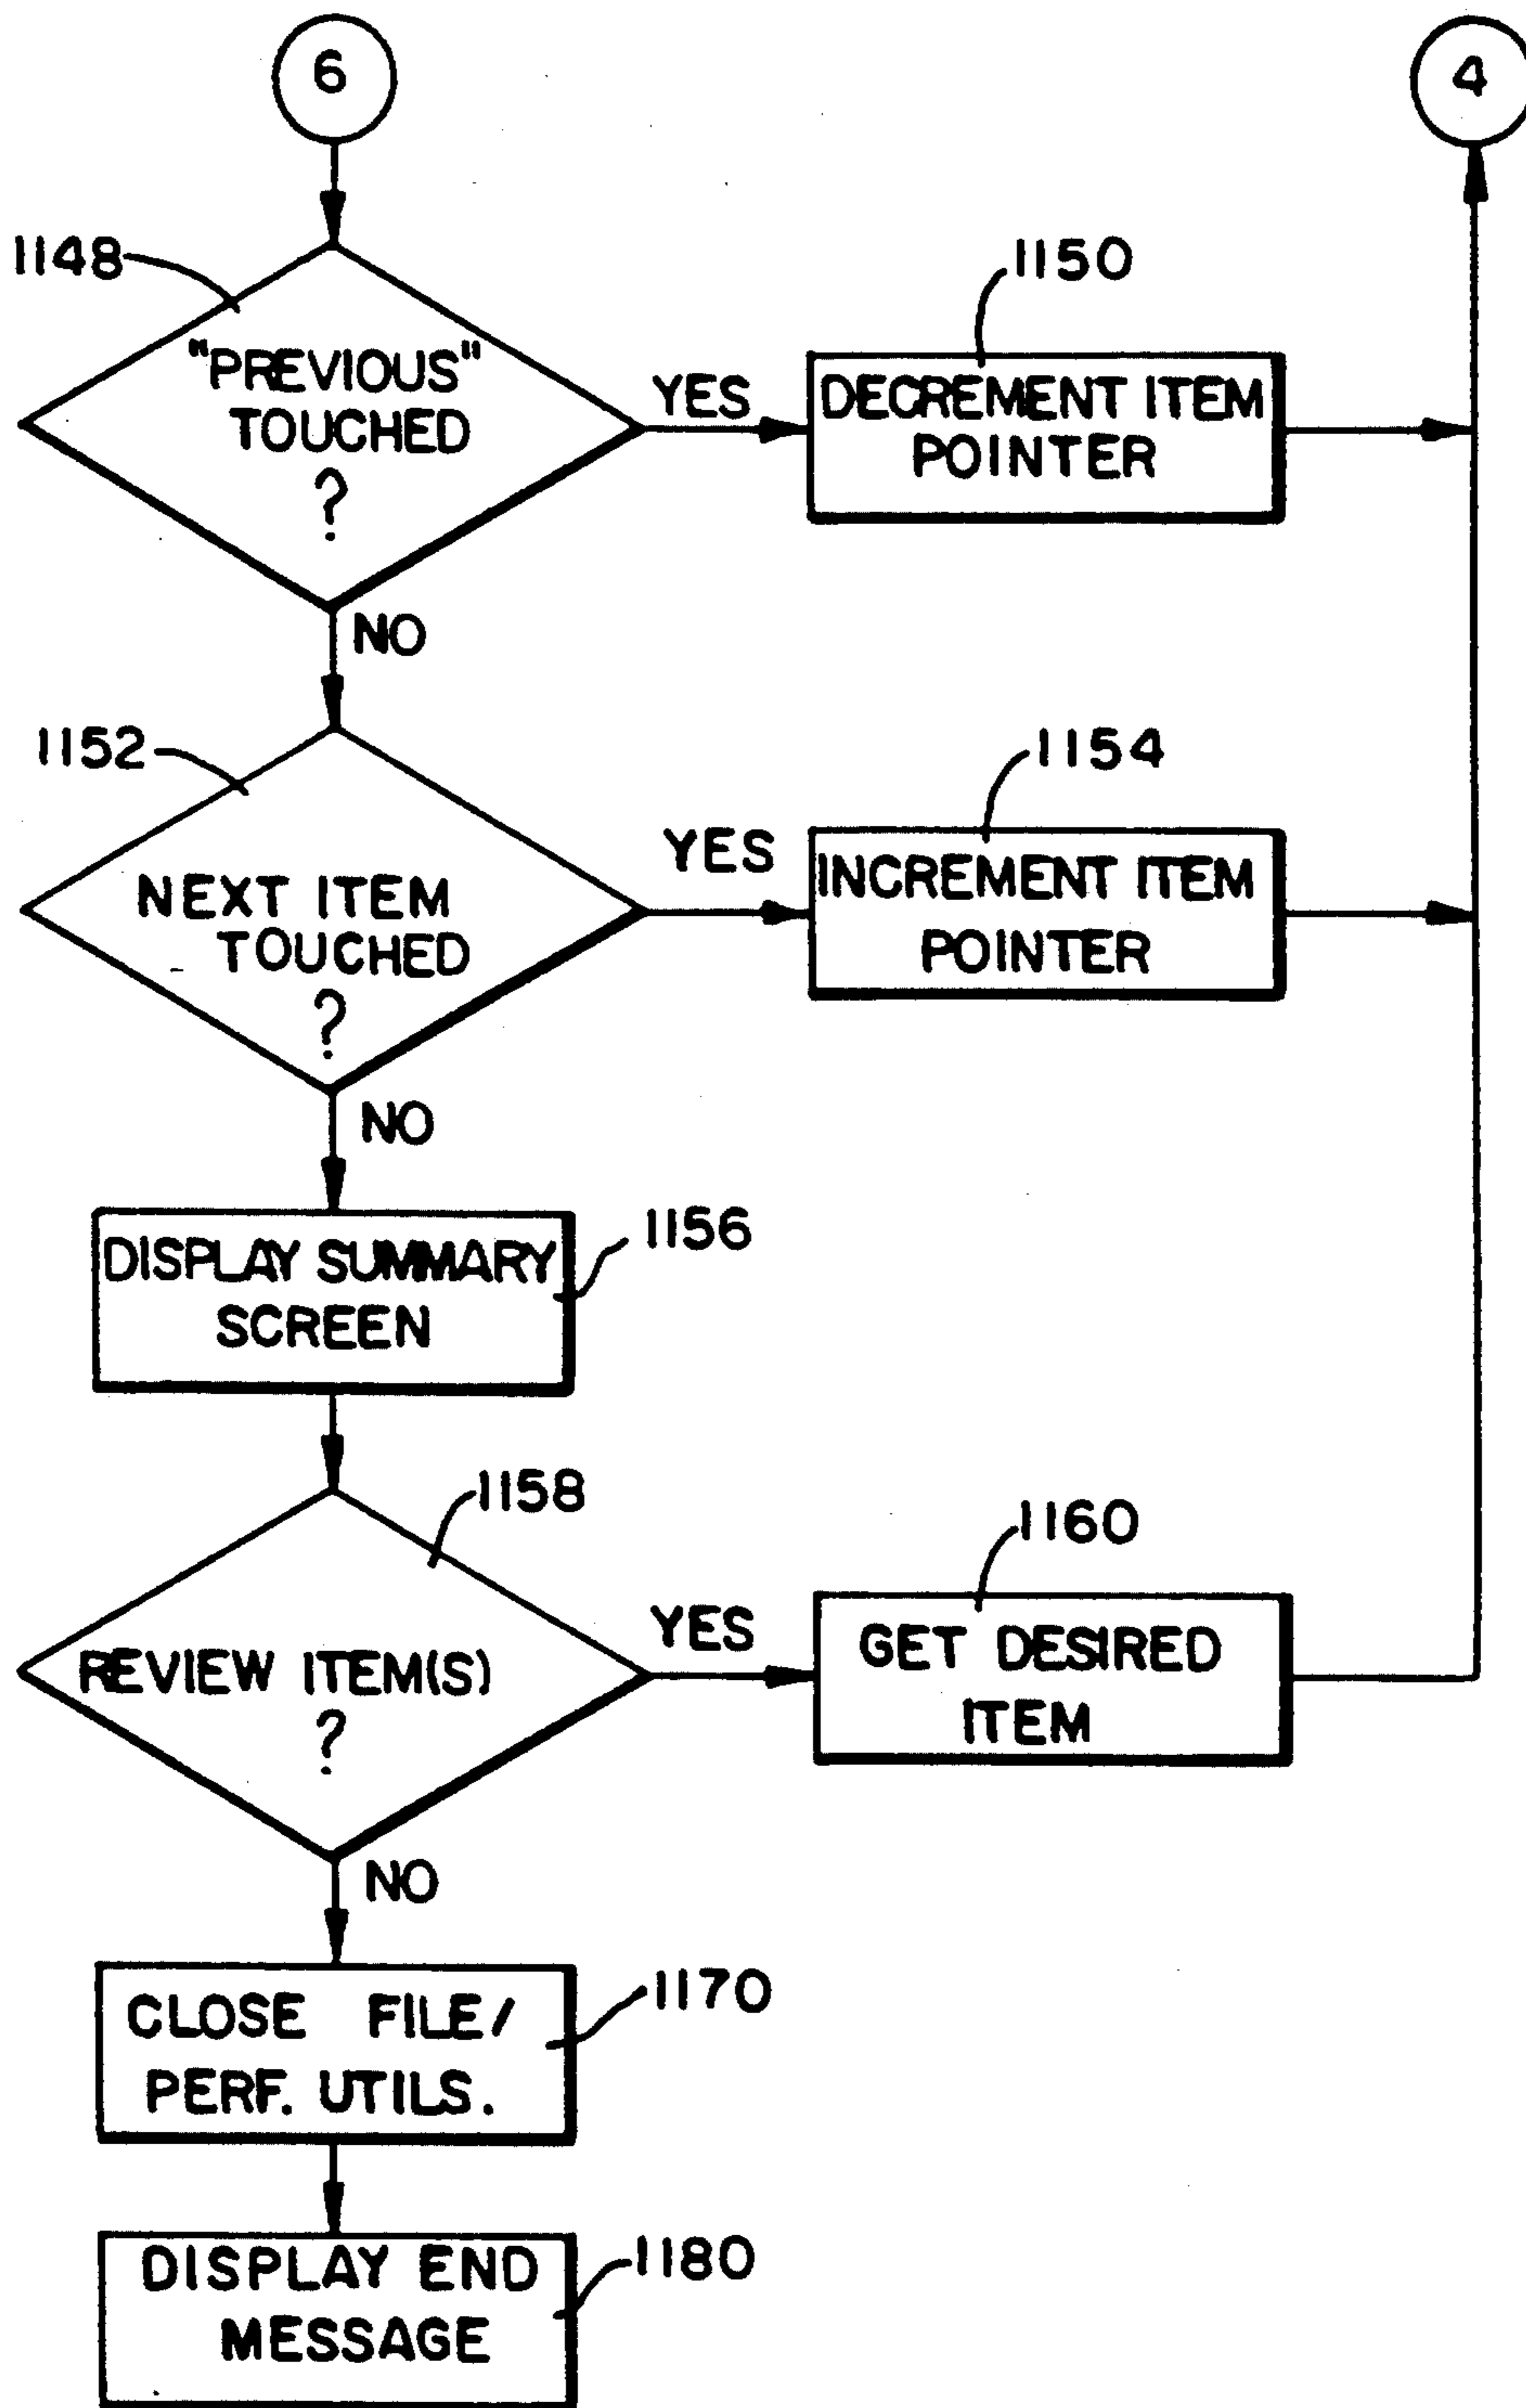 6
4
1148
"PREVIOUS"
TOUCHED
?
YES
1150
DECREMENT ITEM
POINTER
NO
1152
NEXT ITEM
TOUCHED
?
YES
1154
INCREMENT ITEM
POINTER
NO
DISPLAY SUMMARY
SCREEN
1156
1158
REVIEW ITEM(S)
?
YES
1160
GET DESIRED
ITEM
NO
CLOSE FILE/
PERF. UTILS.
1170
DISPLAY END
MESSAGE
1180